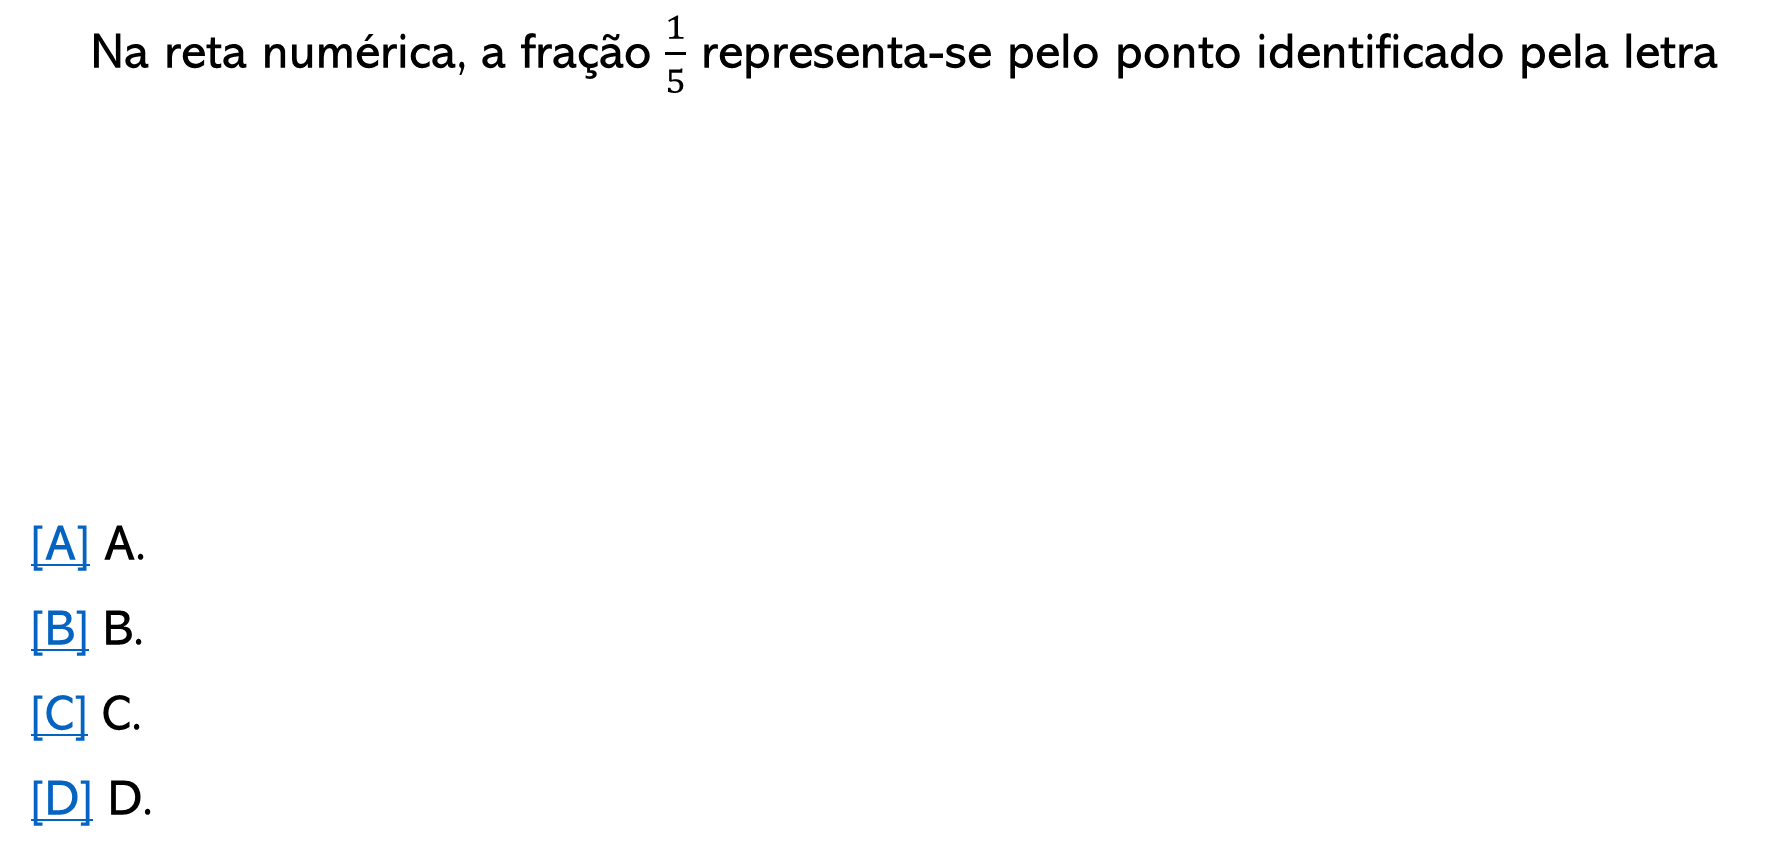 Na reta numérica, a fração 1/5 representa-se pelo ponto identificado pela letra
[A] A.
[B] B.
[C] C.
[D] D.